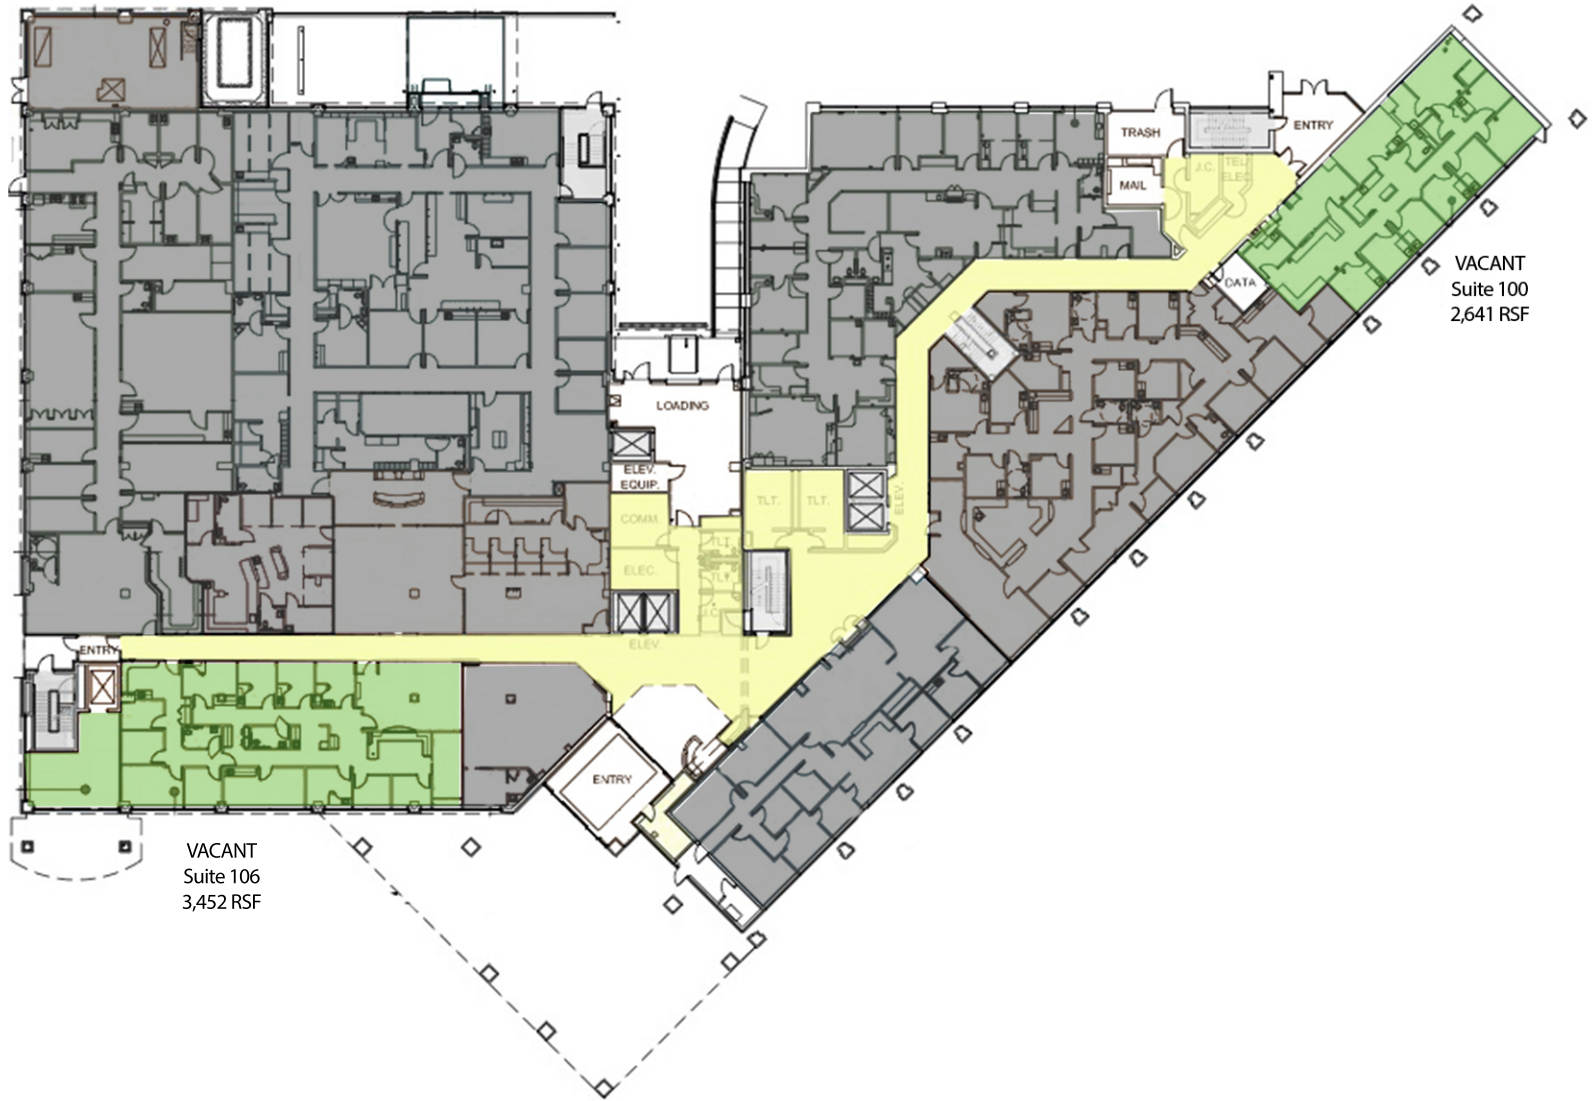 TRASH
ENTRY
MAIL
J.C.
TEL/
ELEC.
DATA
VACANT
Suite 100
2,641 RSF
LOADING
ELEV.
EQUIP.
COMM.
TLT.
TLT.
ELEV.
TLT.
ELEC.
TLT.
J.C.
ELEV.
ENTRY
ENTRY
VACANT
Suite 106
3,452 RSF